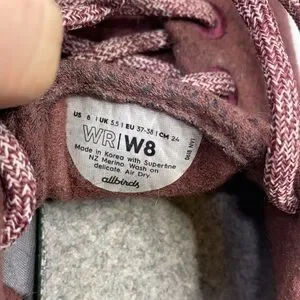 US 8 | UK 5.5 | EU 37-38 | CM 24
WR|W8
Made in Korea with Superfine
NZ Merino. Wash on
delicate. Air Dry.
allbirds